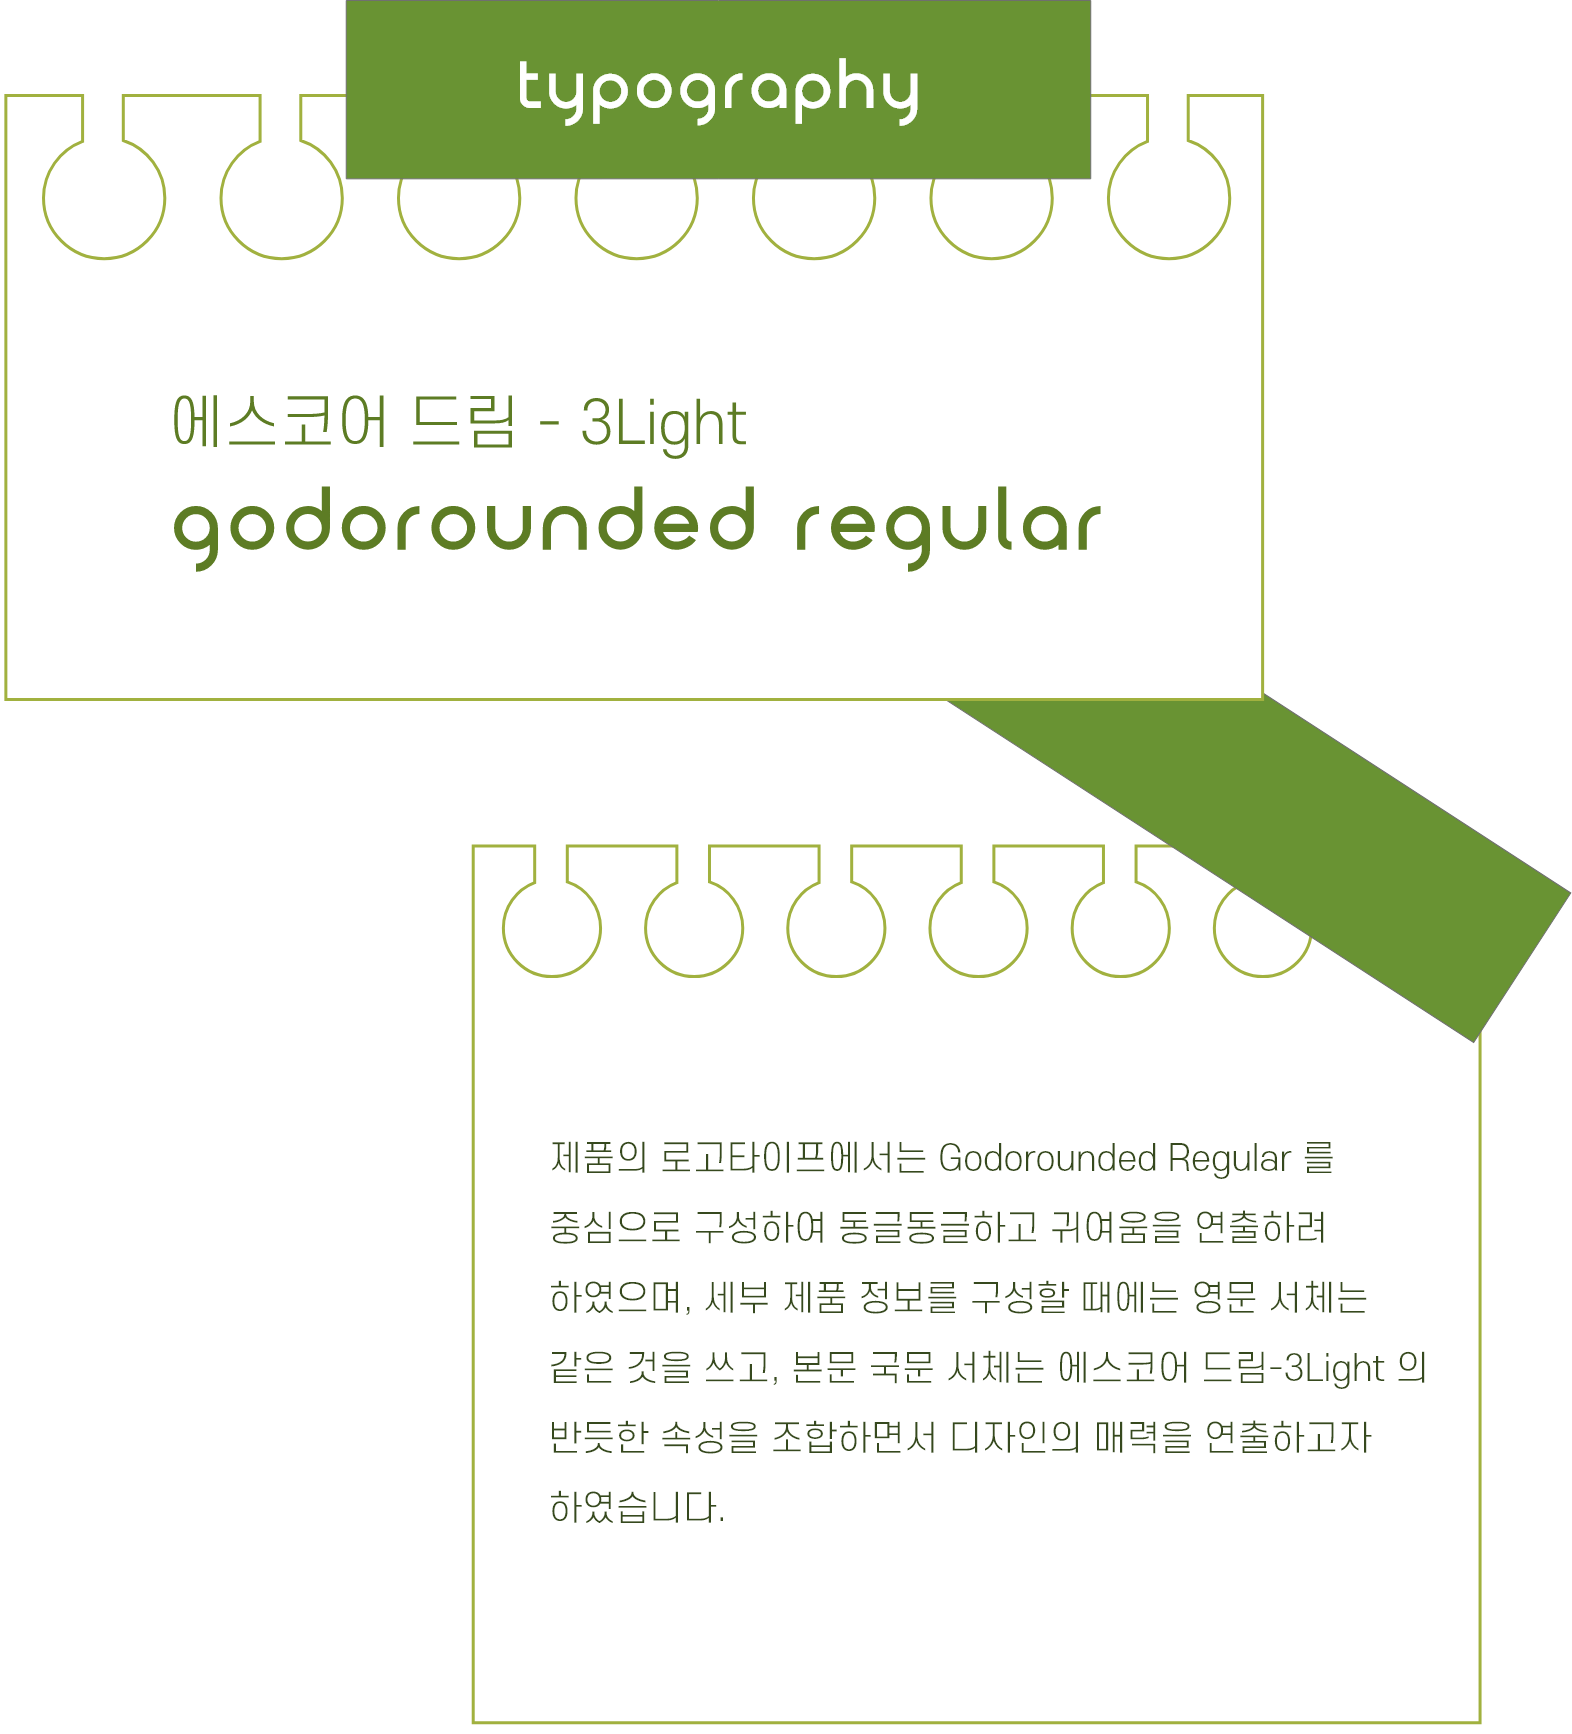 typography
에스코어 드림 - 3Light
godorounded regular
제품의 로고타이프에서는 Godorounded Regular 를
중심으로 구성하여 동글동글하고 귀여움을 연출하려
하였으며, 세부 제품 정보를 구성할 때에는 영문 서체는
같은 것을 쓰고, 본문 국문 서체는 에스코어 드림-3Light 의
반듯한 속성을 조합하면서 디자인의 매력을 연출하고자
하였습니다.